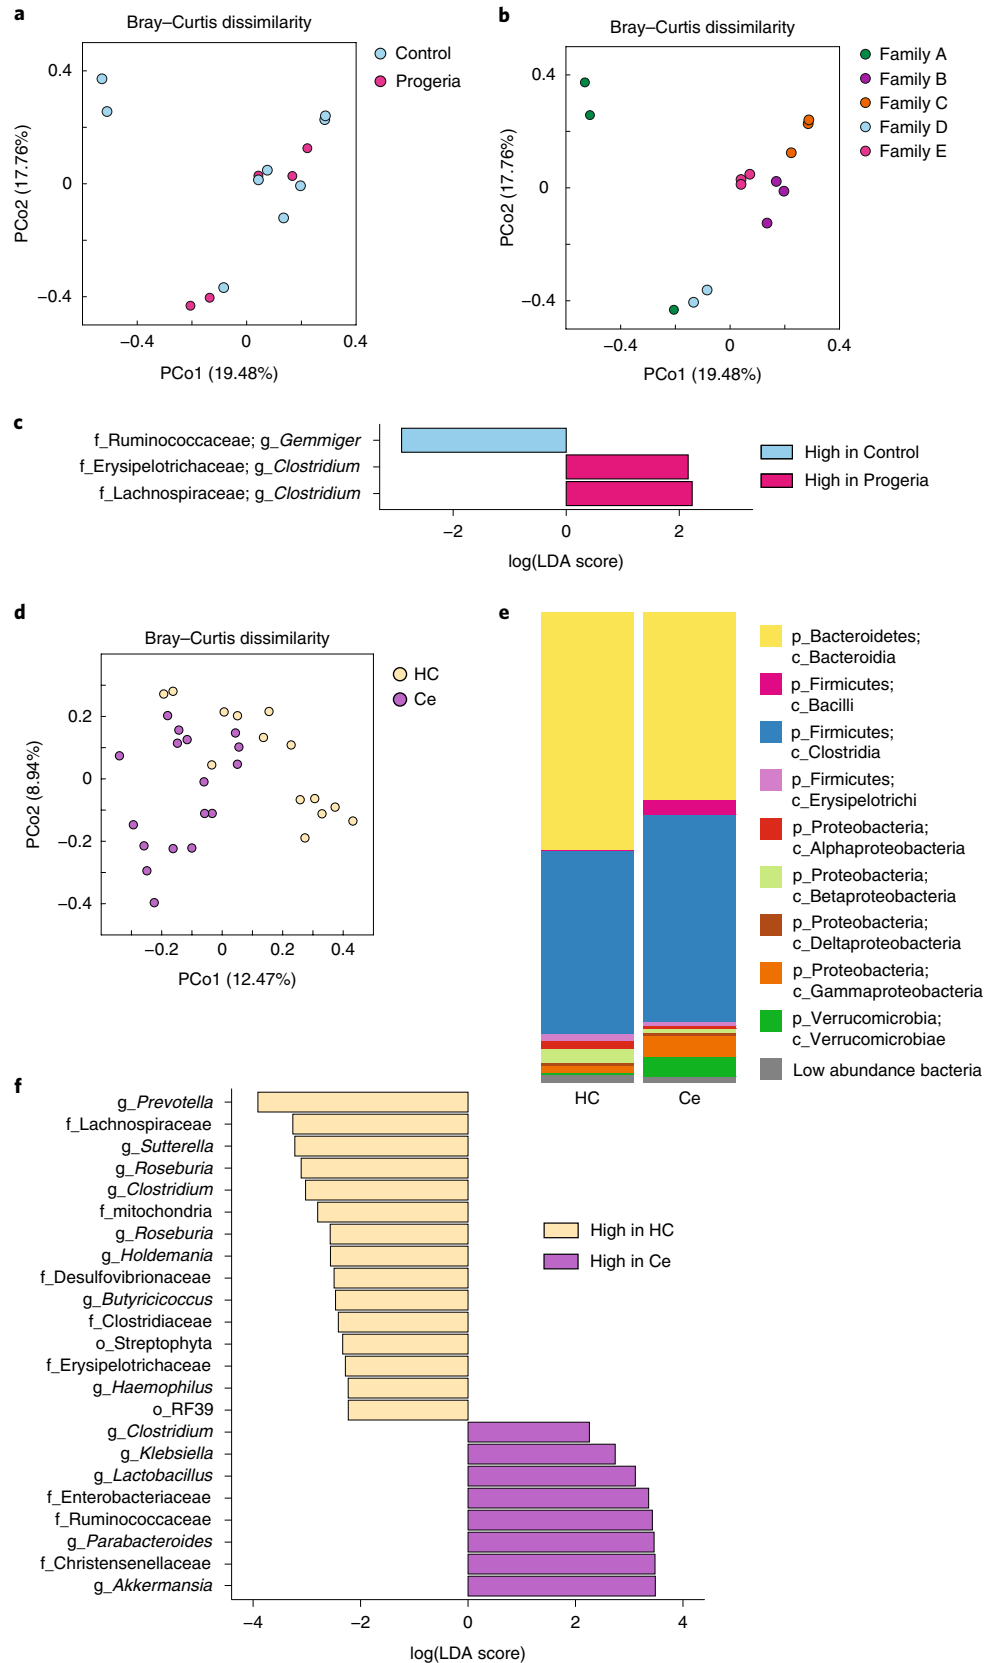 a
Bray–Curtis dissimilarity
0.4
0
−0.4
PCo2 (17.76%)
−0.4
0
0.4
PCo1 (19.48%)
Control
Progeria
b
Bray–Curtis dissimilarity
0.4
0
−0.4
PCo2 (17.76%)
−0.4
0
0.4
PCo1 (19.48%)
Family A
Family B
Family C
Family D
Family E
c
f_Ruminococcaceae; g_Gemmiger
f_Erysipelotrichaceae; g_Clostridium
f_Lachnospiraceae; g_Clostridium
−2
0
2
log(LDA score)
High in Control
High in Progeria
d
Bray–Curtis dissimilarity
0.2
0
−0.2
−0.4
PCo2 (8.94%)
−0.2
0
0.2
0.4
PCo1 (12.47%)
HC
Ce
e
HC
Ce
p_Bacteroidetes;
c_Bacteroidia
p_Firmicutes;
c_Bacilli
p_Firmicutes;
c_Clostridia
p_Firmicutes;
c_Erysipelotrichi
p_Proteobacteria;
c_Alphaproteobacteria
p_Proteobacteria;
c_Betaproteobacteria
p_Proteobacteria;
c_Deltaproteobacteria
p_Proteobacteria;
c_Gammaproteobacteria
p_Verrucomicrobia;
c_Verrucomicrobiae
Low abundance bacteria
f
g_Prevotella
f_Lachnospiraceae
g_Sutterella
g_Roseburia
g_Clostridium
f_mitochondria
g_Roseburia
g_Holdemania
f_Desulfovibrionaceae
g_Butyricicoccus
f_Clostridiaceae
o_Streptophyta
f_Erysipelotrichaceae
g_Haemophilus
o_RF39
g_Clostridium
g_Klebsiella
g_Lactobacillus
f_Enterobacteriaceae
f_Ruminococcaceae
g_Parabacteroides
f_Christensenellaceae
g_Akkermansia
−4
−2
0
2
4
log(LDA score)
High in HC
High in Ce